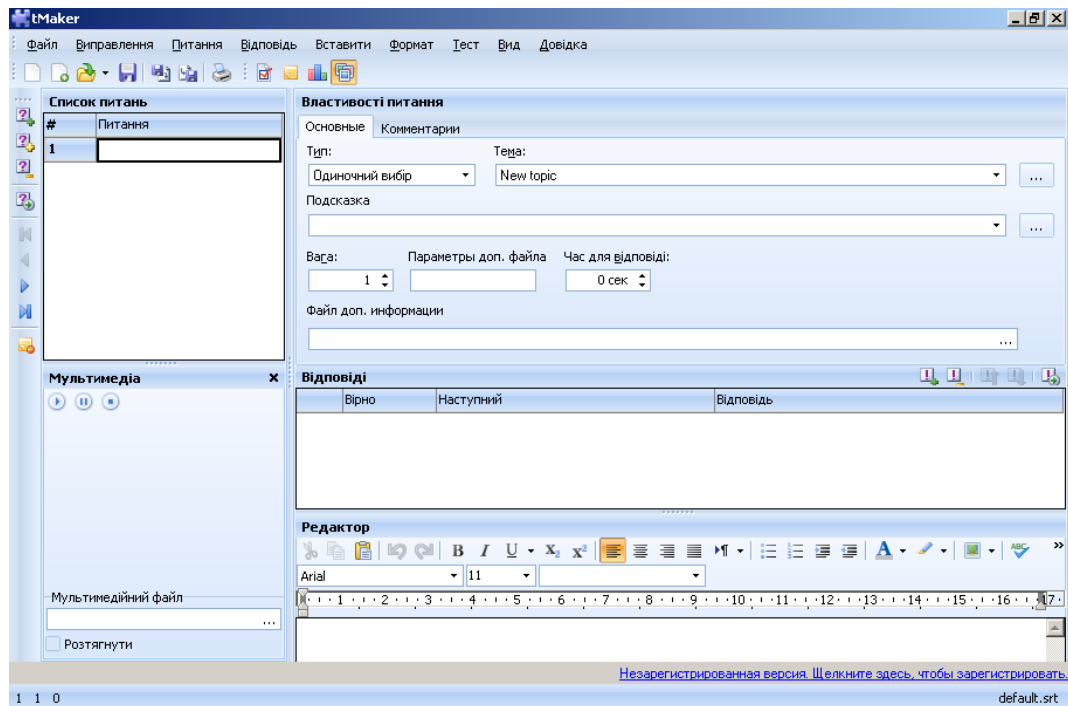 tMaker
Файл Виправлення Питання Відповідь Вставити Формат Тест Вид Довідка
Список питань
# Питання
1
Властивості питання
Основные Комментарии
Тип: Тема:
Одиночний вибір New topic ...
Подсказка
...
Вага: Параметры доп. файла Час для відповіді:
1 0 сек
Файл доп. информации
...
Мультимедіа
Відповіді
Вірно Наступний Відповідь
Редактор
B I U X₂ x² A ABC »
Arial 11
1 2 3 4 5 6 7 8 9 10 11 12 13 14 15 16 17
Мультимедійний файл
...
Розтягнути
Незарегистрированная версия. Щелкните здесь, чтобы зарегистрировать.
1 1 0 default.srt